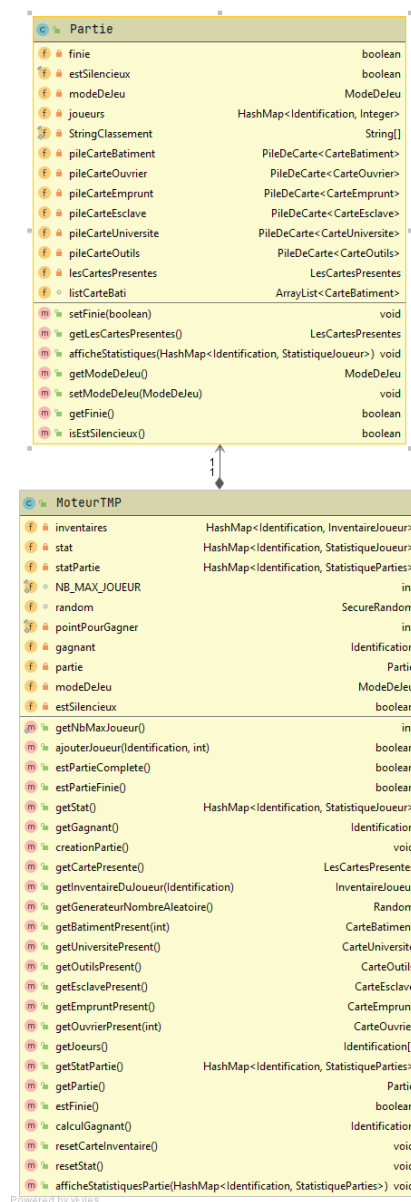 Partie
finie boolean
estSilencieux boolean
modeDeJeu ModeDeJeu
joueurs HashMap<Identification, Integer>
StringClassement String[]
pileCarteBatiment PileDeCarte<CarteBatiment>
pileCarteOuvrier PileDeCarte<CarteOuvrier>
pileCarteEmprunt PileDeCarte<CarteEmprunt>
pileCarteEsclave PileDeCarte<CarteEsclave>
pileCarteUniversite PileDeCarte<CarteUniversite>
pileCarteOutils PileDeCarte<CarteOutils>
lesCartesPresentes LesCartesPresentes
listCarteBati ArrayList<CarteBatiment>
setFinie(boolean) void
getLesCartesPresentes() LesCartesPresentes
afficheStatistiques(HashMap<Identification, StatistiqueJoueur>) void
getModeDeJeu() ModeDeJeu
setModeDeJeu(ModeDeJeu) void
getFinie() boolean
isEstSilencieux() boolean
1
1
MoteurTMP
inventaires HashMap<Identification, InventaireJoueur>
stat HashMap<Identification, StatistiqueJoueur>
statPartie HashMap<Identification, StatistiqueParties>
NB_MAX_JOUEUR int
random SecureRandom
pointPourGagner int
gagnant Identification
partie Partie
modeDeJeu ModeDeJeu
estSilencieux boolean
getNbMaxJoueur() int
ajouterJoueur(Identification, int) boolean
estPartieComplete() boolean
estPartieFinie() boolean
getStat() HashMap<Identification, StatistiqueJoueur>
getGagnant() Identification
creationPartie() void
getCartePresente() LesCartesPresentes
getInventaireDuJoueur(Identification) InventaireJoueur
getGenerateurNombreAleatoire() Random
getBatimentPresent(int) CarteBatiment
getUniversitePresent() CarteUniversite
getOutilsPresent() CarteOutils
getEsclavePresent() CarteEsclave
getEmpruntPresent() CarteEmprunt
getOuvrierPresent(int) CarteOuvrier
getJoeurs() Identification[]
getStatPartie() HashMap<Identification, StatistiqueParties>
getPartie() Partie
estFinie() boolean
calculGagnant() Identification
resetCarteInventaire() void
resetStat() void
afficheStatistiquesPartie(HashMap<Identification, StatistiqueParties>) void
Powered by yFiles